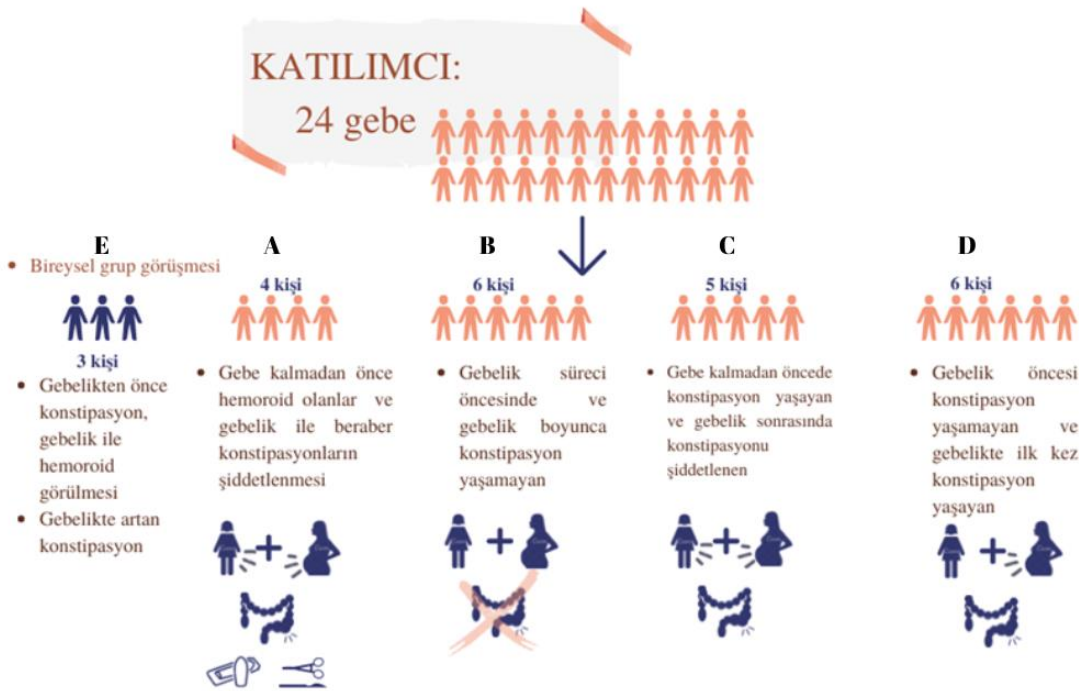 KATILIMCI:
24 gebe
E
• Bireysel grup görüşmesi
3 kişi
• Gebelikten önce
konstipasyon,
gebelik ile
hemoroid
görülmesi
• Gebelikte artan
konstipasyon
A
4 kişi
• Gebe kalmadan önce
hemoroid olanlar ve
gebelik ile beraber
konstipasyonların
şiddetlenmesi
B
6 kişi
• Gebelik süreci
öncesinde ve
gebelik boyunca
konstipasyon
yaşamayan
C
5 kişi
• Gebe kalmadan öncede
konstipasyon yaşayan
ve gebelik sonrasında
konstipasyonu
şiddetlenen
D
6 kişi
• Gebelik öncesi
konstipasyon
yaşamayan ve
gebelikte ilk kez
konstipasyon
yaşayan